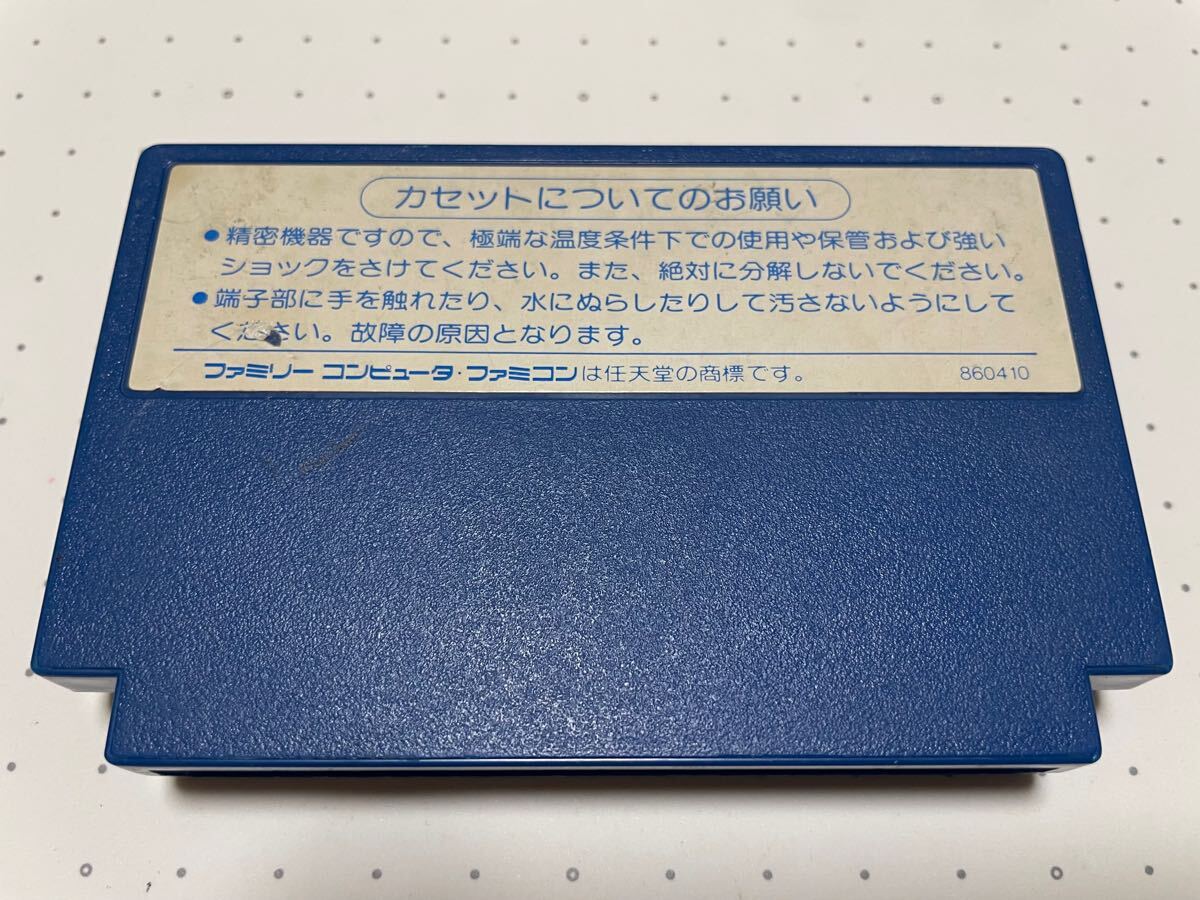 カセットについてのお願い
●精密機器ですので、極端な温度条件下での使用や保管および強い
ショックをさけてください。また、絶対に分解しないでください。
●端子部に手を触れたり、水にぬらしたりして汚さないようにして
ください。故障の原因となります。
ファミリー コンピュータ・ファミコンは任天堂の商標です。 860410